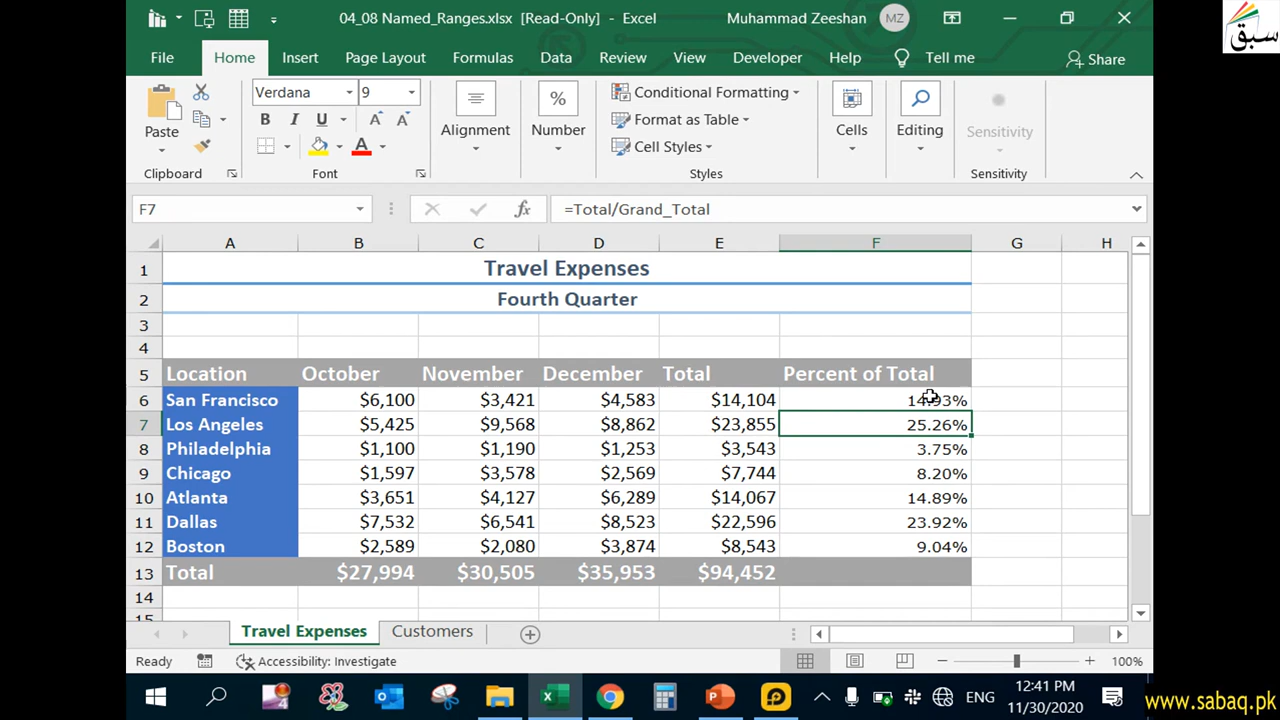 04_08 Named_Ranges.xlsx [Read-Only] - Excel
Muhammad Zeeshan
MZ
سبق
File Home Insert Page Layout Formulas Data Review View Developer Help Tell me Share
Verdana 9
Conditional Formatting
Format as Table
Cell Styles
Paste
Alignment
Number
Cells
Editing
Sensitivity
Clipboard Font Styles Sensitivity
F7 fx =Total/Grand_Total
A B C D E F G H
1 Travel Expenses
2 Fourth Quarter
3
4
5 Location October November December Total Percent of Total
6 San Francisco $6,100 $3,421 $4,583 $14,104 14.93%
7 Los Angeles $5,425 $9,568 $8,862 $23,855 25.26%
8 Philadelphia $1,100 $1,190 $1,253 $3,543 3.75%
9 Chicago $1,597 $3,578 $2,569 $7,744 8.20%
10 Atlanta $3,651 $4,127 $6,289 $14,067 14.89%
11 Dallas $7,532 $6,541 $8,523 $22,596 23.92%
12 Boston $2,589 $2,080 $3,874 $8,543 9.04%
13 Total $27,994 $30,505 $35,953 $94,452
14
15
Travel Expenses Customers
Ready Accessibility: Investigate 100%
ENG 12:41 PM
11/30/2020
www.sabaq.pk